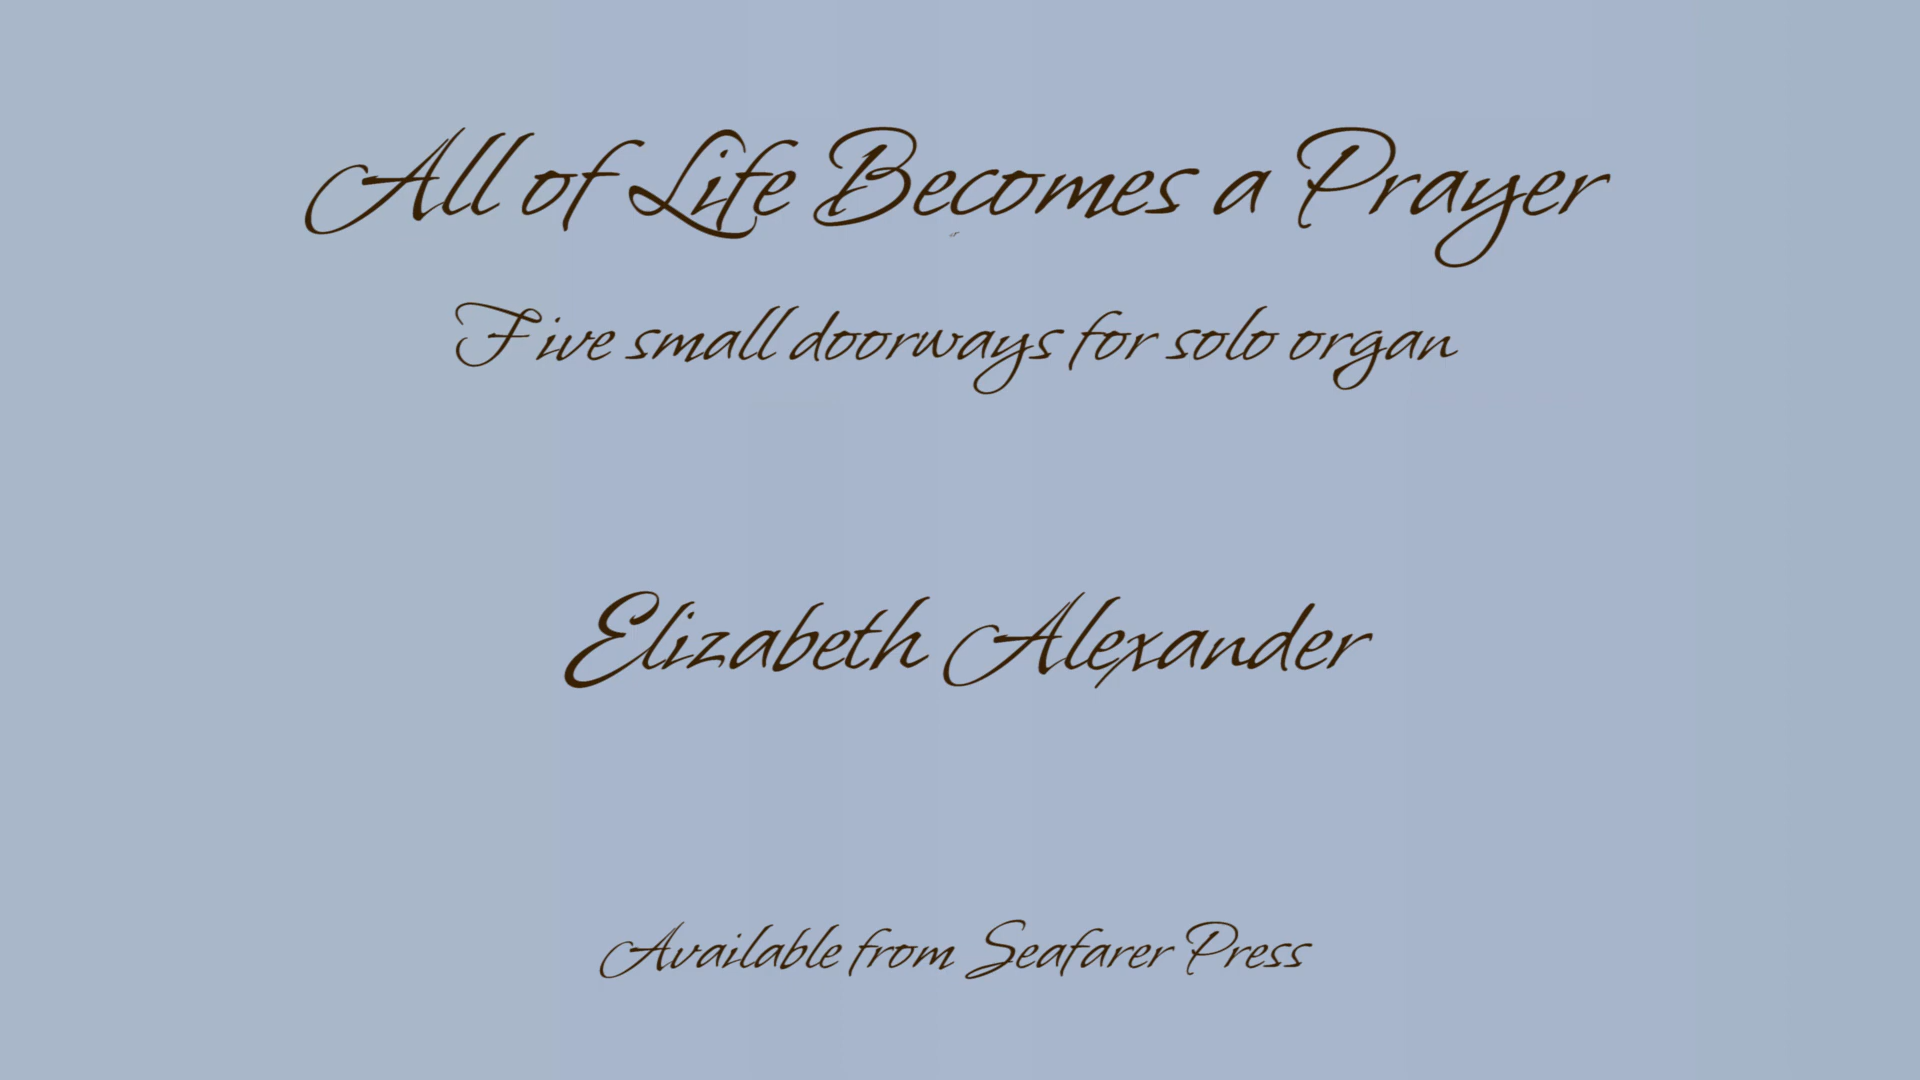 All of Life Becomes a Prayer
Five small doorways for solo organ
Elizabeth Alexander
Available from Seafarer Press